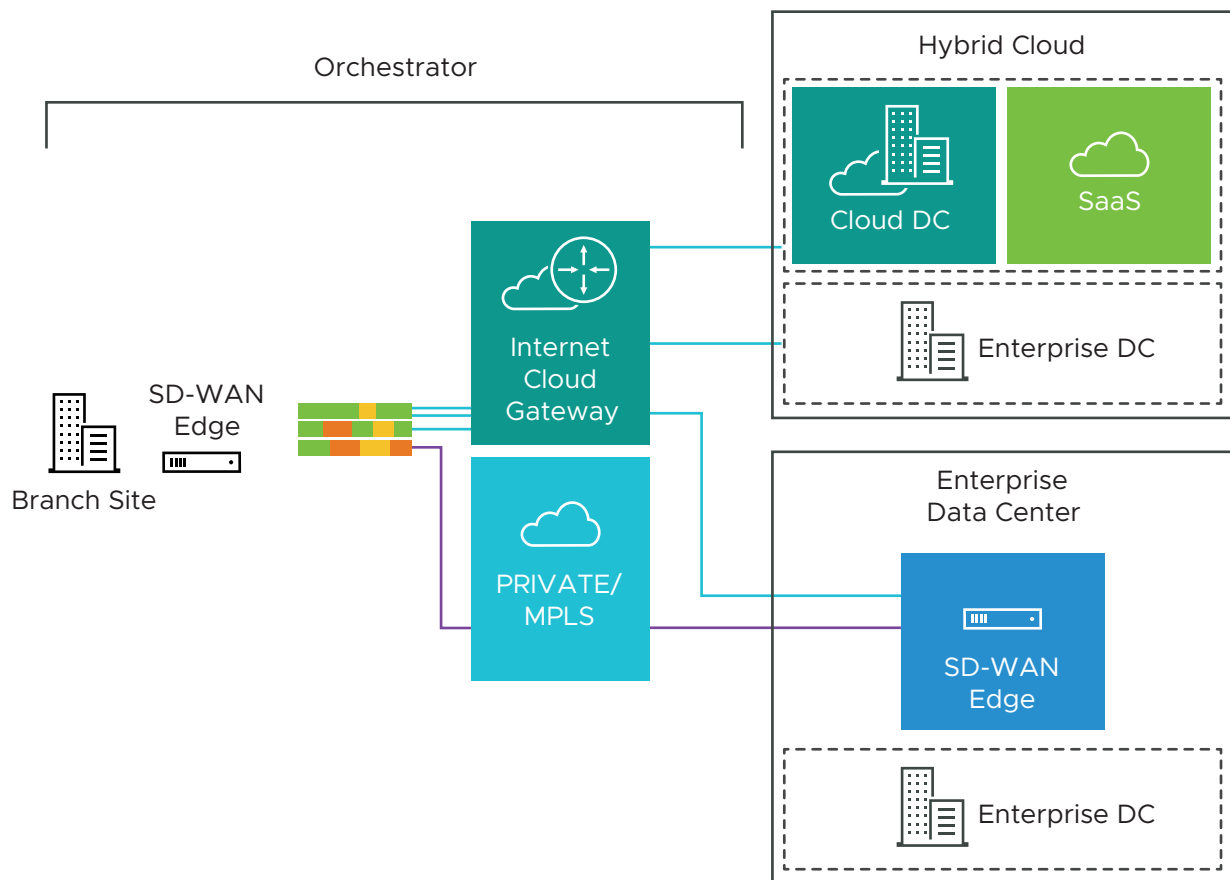 Orchestrator
Hybrid Cloud
Cloud DC
SaaS
Internet
Cloud
Gateway
Enterprise DC
SD-WAN
Edge
Branch Site
PRIVATE/
MPLS
Enterprise
Data Center
SD-WAN
Edge
Enterprise DC